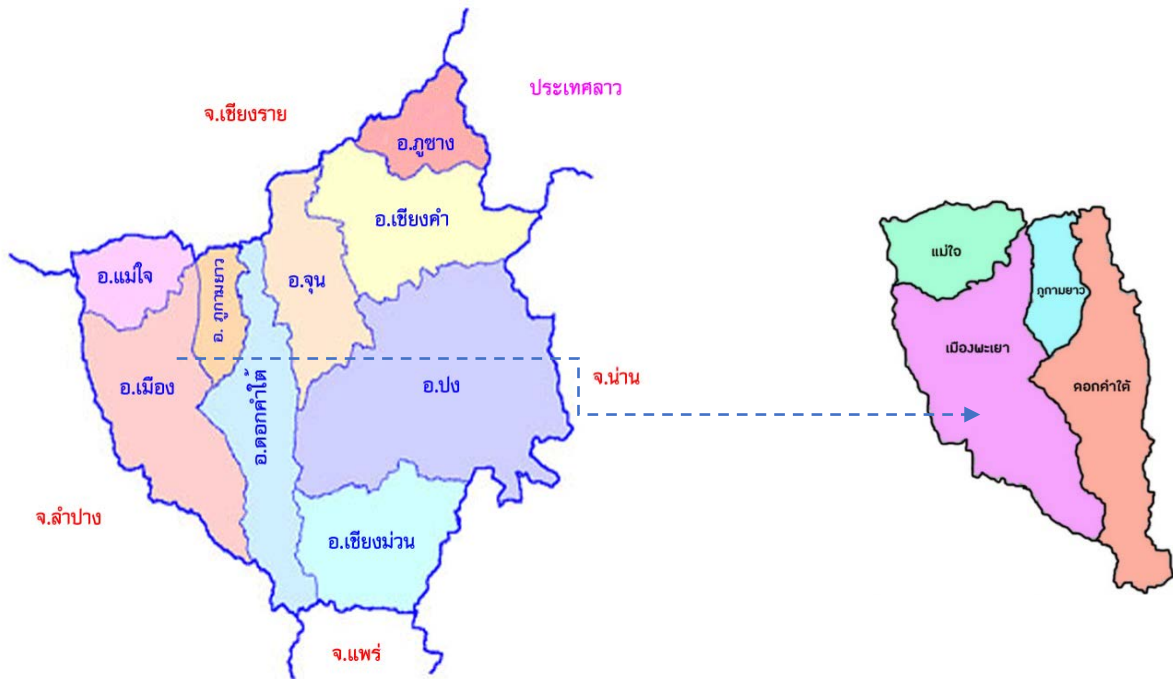 ประเทศลาว
จ.เชียงราย
อ.ภูซาง
อ.เชียงคำ
อ.แม่ใจ
อ. ภูกามยาว
อ.จุน
อ.เมือง
อ.ดอกคำใต้
อ.ปง
จ.น่าน
จ.ลำปาง
อ.เชียงม่วน
จ.แพร่
แม่ใจ
ภูกามยาว
เมืองพะเยา
ดอกคำใต้